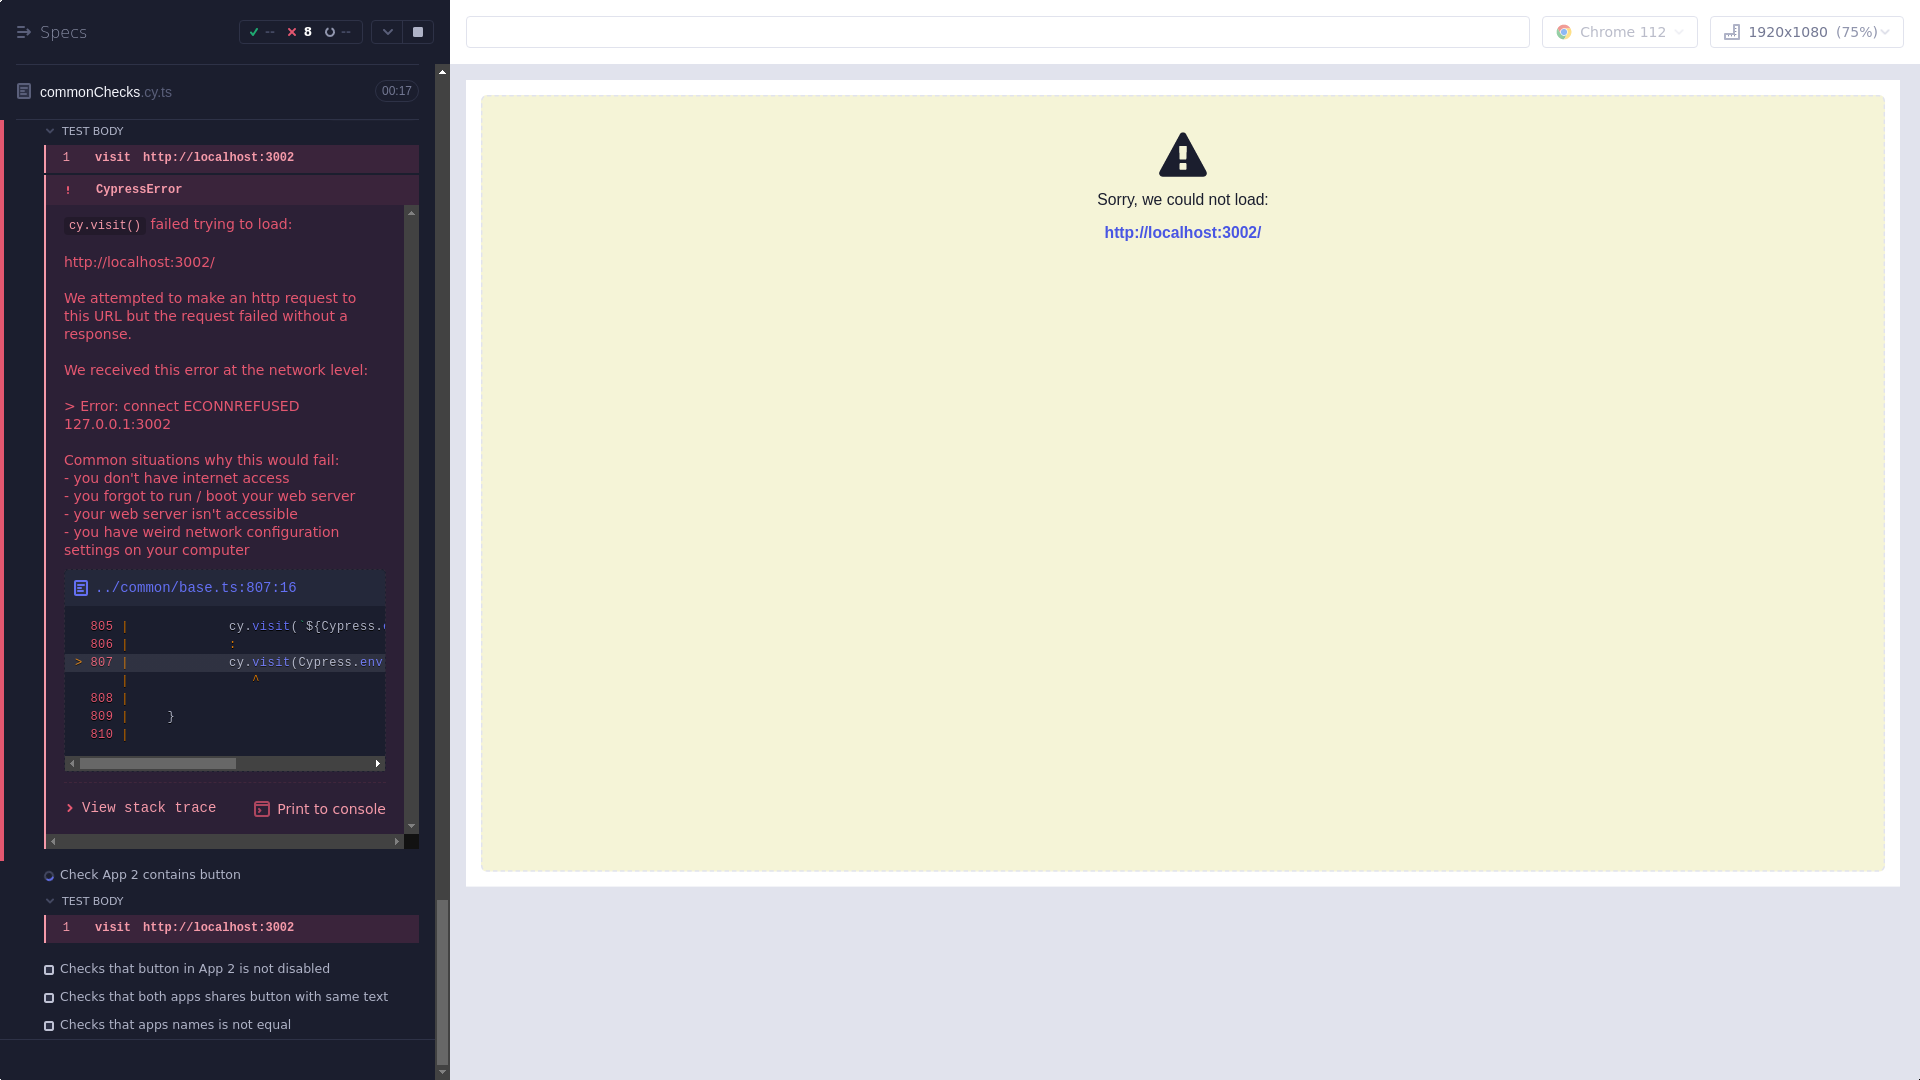 Specs
-- 8 --
commonChecks.cy.ts 00:17
TEST BODY
1 visit http://localhost:3002
! CypressError
cy.visit() failed trying to load:
http://localhost:3002/
We attempted to make an http request to
this URL but the request failed without a
response.
We received this error at the network level:
> Error: connect ECONNREFUSED
127.0.0.1:3002
Common situations why this would fail:
- you don't have internet access
- you forgot to run / boot your web server
- your web server isn't accessible
- you have weird network configuration
settings on your computer
../common/base.ts:807:16
805 | cy.visit(`${Cypress.
806 | :
> 807 | cy.visit(Cypress.env
| ^
808 |
809 | }
810 |
View stack trace
Print to console
Check App 2 contains button
TEST BODY
1 visit http://localhost:3002
Checks that button in App 2 is not disabled
Checks that both apps shares button with same text
Checks that apps names is not equal
Chrome 112
1920x1080 (75%)
Sorry, we could not load:
http://localhost:3002/